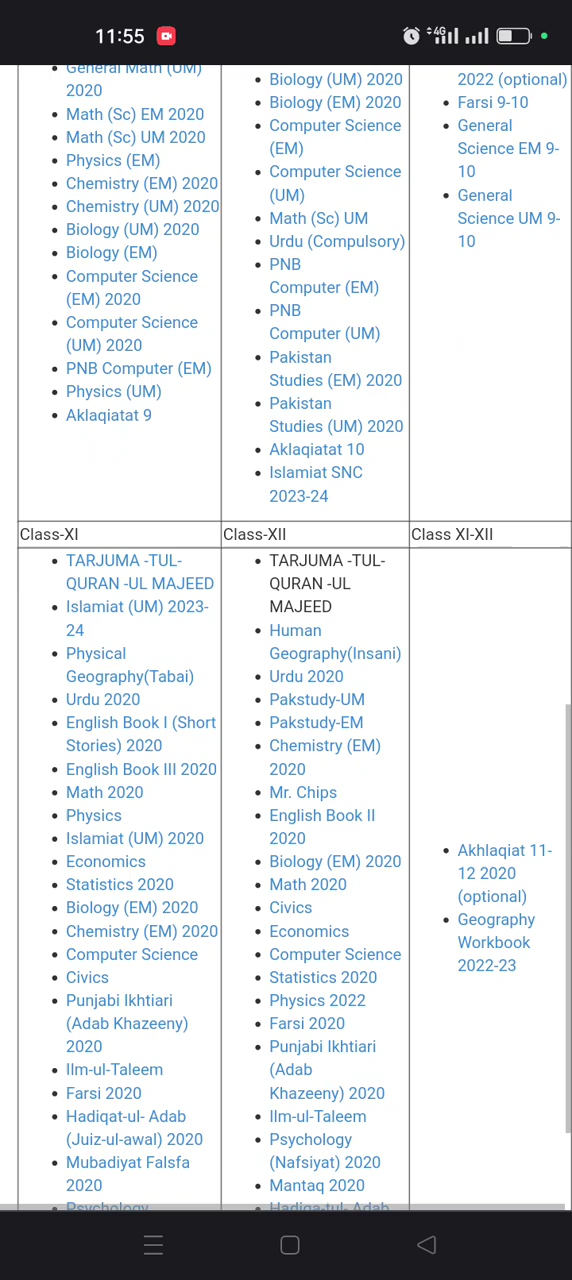 11:55
4G
General Math (UM)
2020
Math (Sc) EM 2020
Math (Sc) UM 2020
Physics (EM)
Chemistry (EM) 2020
Chemistry (UM) 2020
Biology (UM) 2020
Biology (EM)
Computer Science
(EM) 2020
Computer Science
(UM) 2020
PNB Computer (EM)
Physics (UM)
Aklaqiatat 9
Biology (UM) 2020
Biology (EM) 2020
Computer Science
(EM)
Computer Science
(UM)
Math (Sc) UM
Urdu (Compulsory)
PNB
Computer (EM)
PNB
Computer (UM)
Pakistan
Studies (EM) 2020
Pakistan
Studies (UM) 2020
Aklaqiatat 10
Islamiat SNC
2023-24
2022 (optional)
Farsi 9-10
General
Science EM 9-
10
General
Science UM 9-
10
Class-XI
Class-XII
Class XI-XII
TARJUMA -TUL-
QURAN -UL MAJEED
Islamiat (UM) 2023-
24
Physical
Geography(Tabai)
Urdu 2020
English Book I (Short
Stories) 2020
English Book III 2020
Math 2020
Physics
Islamiat (UM) 2020
Economics
Statistics 2020
Biology (EM) 2020
Chemistry (EM) 2020
Computer Science
Civics
Punjabi Ikhtiari
(Adab Khazeeny)
2020
Ilm-ul-Taleem
Farsi 2020
Hadiqat-ul- Adab
(Juiz-ul-awal) 2020
Mubadiyat Falsfa
2020
Psychology
TARJUMA -TUL-
QURAN -UL
MAJEED
Human
Geography(Insani)
Urdu 2020
Pakstudy-UM
Pakstudy-EM
Chemistry (EM)
2020
Mr. Chips
English Book II
2020
Biology (EM) 2020
Math 2020
Civics
Economics
Computer Science
Statistics 2020
Physics 2022
Farsi 2020
Punjabi Ikhtiari
(Adab
Khazeeny) 2020
Ilm-ul-Taleem
Psychology
(Nafsiyat) 2020
Mantaq 2020
Hadiqa-tul- Adab
Akhlaqiat 11-
12 2020
(optional)
Geography
Workbook
2022-23